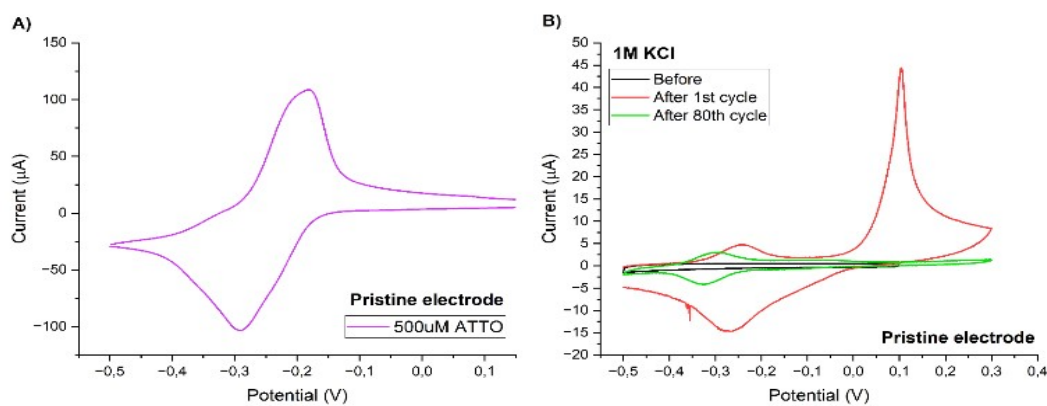 A)
150
100
50
0
−50
−100
Current (µA)
Pristine electrode
500uM ATTO
−0,5
−0,4
−0,3
−0,2
−0,1
0,0
0,1
Potential (V)
B)
50
45
40
35
30
25
20
15
10
5
0
−5
−10
−15
−20
Current (µA)
1M KCl
Before
After 1st cycle
After 80th cycle
Pristine electrode
−0,5
−0,4
−0,3
−0,2
−0,1
0,0
0,1
0,2
0,3
0,4
Potential (V)